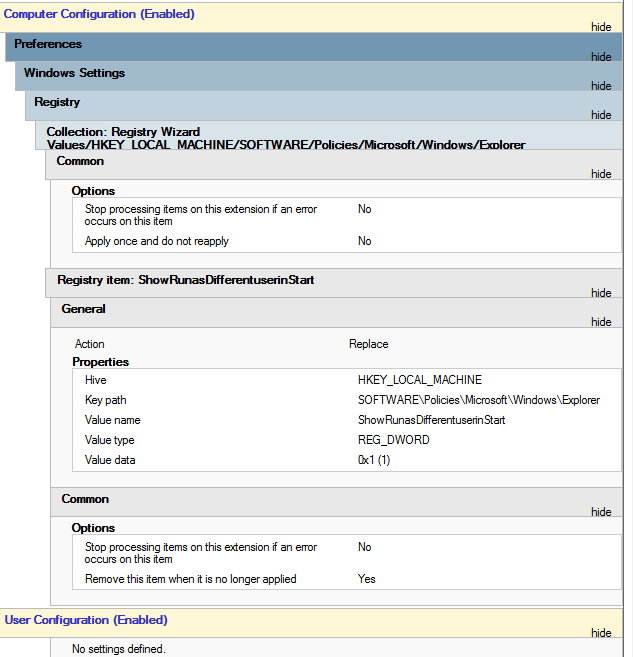 Computer Configuration (Enabled)
hide
Preferences
hide
Windows Settings
hide
Registry
hide
Collection: Registry Wizard
Values/HKEY_LOCAL_MACHINE/SOFTWARE/Policies/Microsoft/Windows/Explorer
Common
hide
Options
Stop processing items on this extension if an error No
occurs on this item
Apply once and do not reapply No
Registry item: ShowRunasDifferentuserinStart
hide
General
hide
Action Replace
Properties
Hive HKEY_LOCAL_MACHINE
Key path SOFTWARE\Policies\Microsoft\Windows\Explorer
Value name ShowRunasDifferentuserinStart
Value type REG_DWORD
Value data 0x1 (1)
Common
hide
Options
Stop processing items on this extension if an error No
occurs on this item
Remove this item when it is no longer applied Yes
User Configuration (Enabled)
hide
No settings defined.